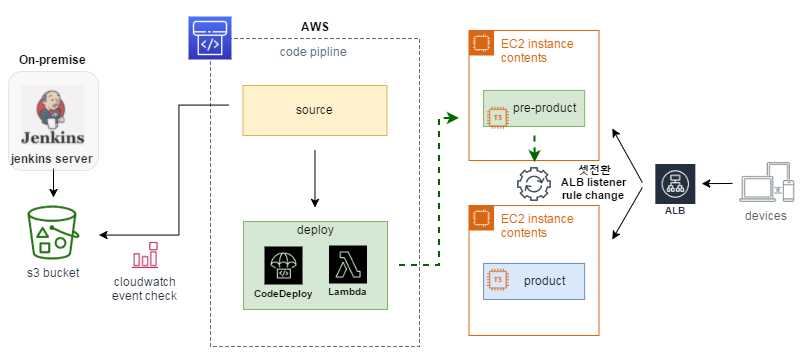 On-premise
Jenkins
jenkins server
s3 bucket
cloudwatch
event check
AWS
code pipline
source
deploy
CodeDeploy
Lambda
EC2 instance
contents
pre-product
T3
셋전환
ALB listener
rule change
EC2 instance
contents
T3
product
ALB
devices